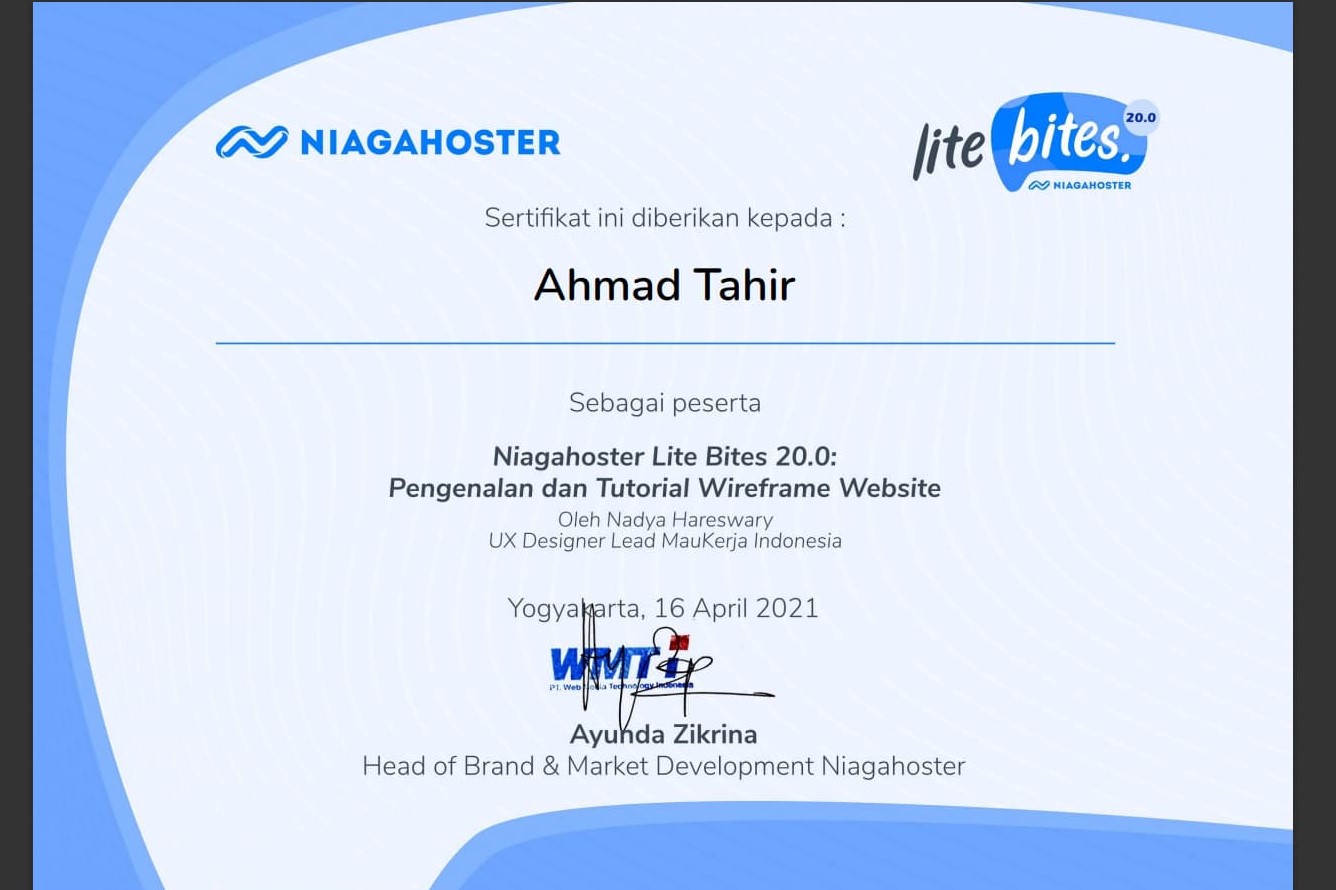 NIAGAHOSTER
lite bites. 20.0
NIAGAHOSTER
Sertifikat ini diberikan kepada :
Ahmad Tahir
Sebagai peserta
Niagahoster Lite Bites 20.0:
Pengenalan dan Tutorial Wireframe Website
Oleh Nadya Hareswary
UX Designer Lead MauKerja Indonesia
Yogyakarta, 16 April 2021
WMTi
PT. Web Media Technology Indonesia
Ayunda Zikrina
Head of Brand & Market Development Niagahoster